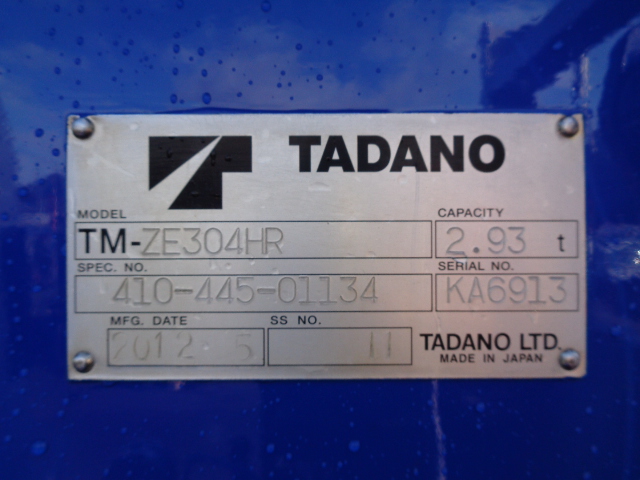 TADANO
MODEL
CAPACITY
TM-ZE304HR
2.93 t
SPEC. NO.
SERIAL NO.
410-445-01134
KA6913
MFG. DATE
SS NO.
2012 5
11
TADANO LTD.
MADE IN JAPAN